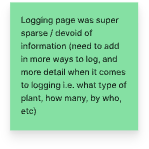 Logging page was super
sparse / devoid of
information (need to add
in more ways to log, and
more detail when it comes
to logging i.e. what type of
plant, how many, by who,
etc)